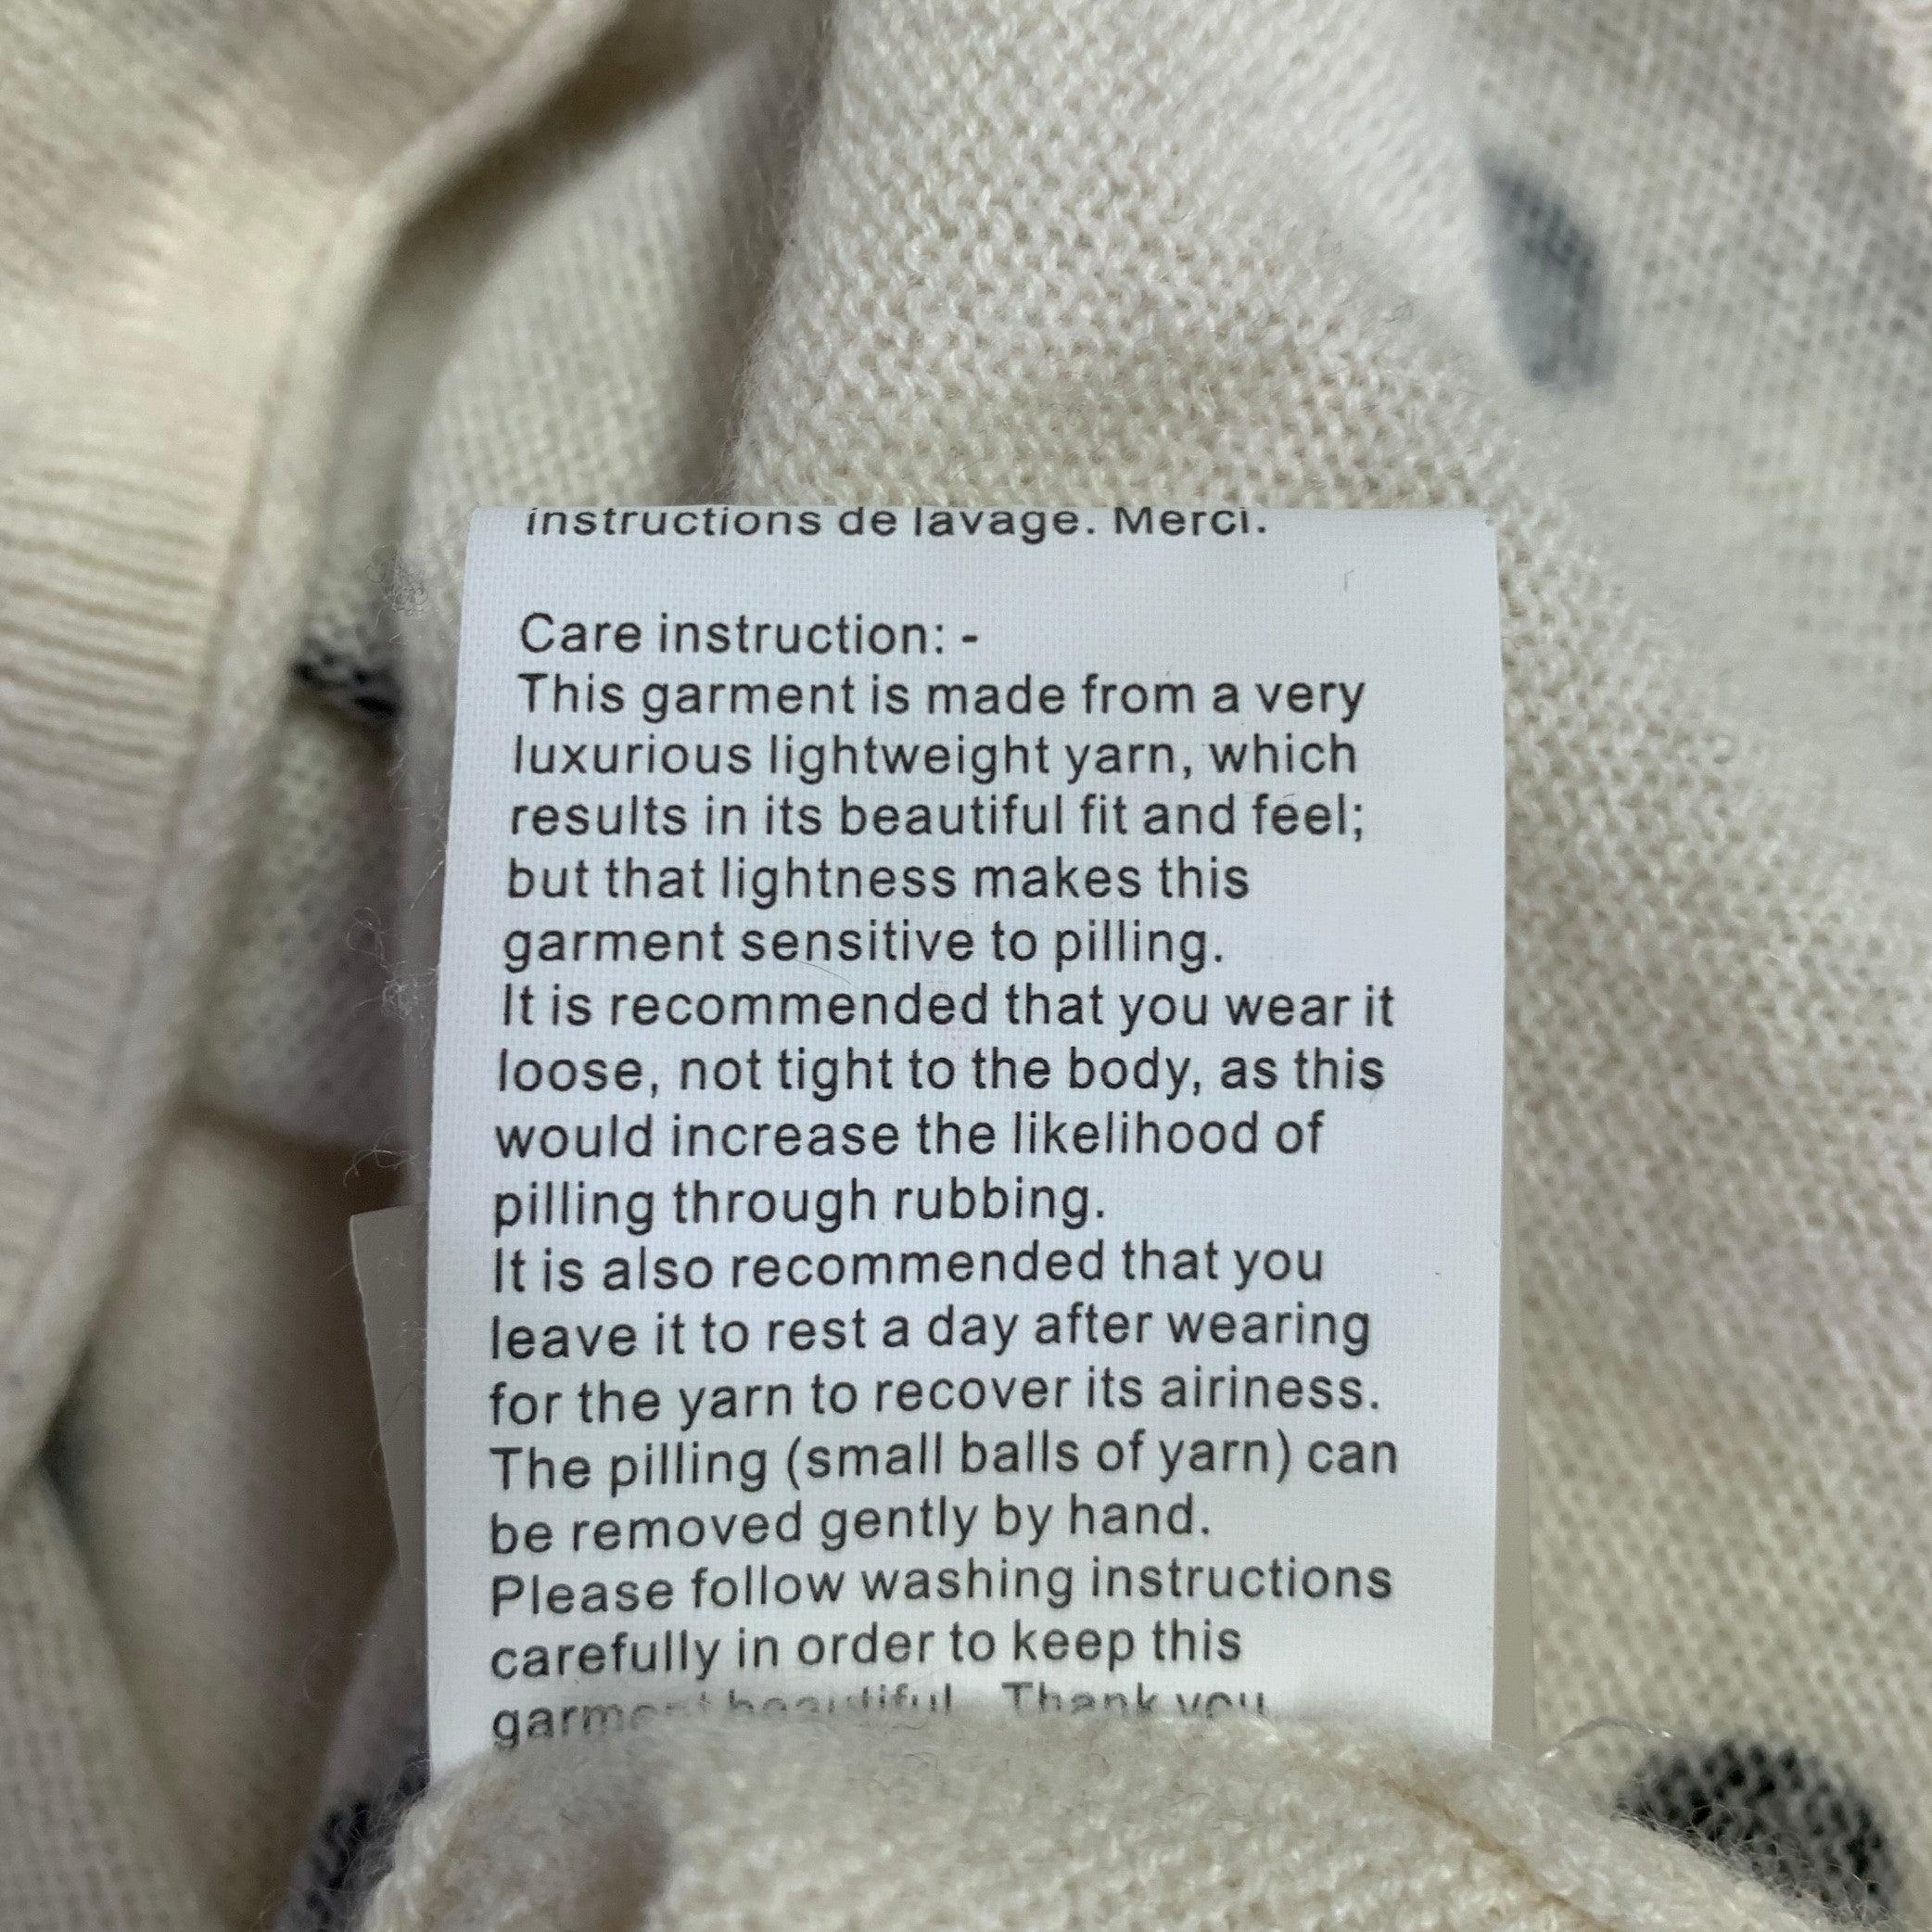 instructions de lavage. Merci.
Care instruction: -
This garment is made from a very
luxurious lightweight yarn, which
results in its beautiful fit and feel;
but that lightness makes this
garment sensitive to pilling.
It is recommended that you wear it
loose, not tight to the body, as this
would increase the likelihood of
pilling through rubbing.
It is also recommended that you
leave it to rest a day after wearing
for the yarn to recover its airiness.
The pilling (small balls of yarn) can
be removed gently by hand.
Please follow washing instructions
carefully in order to keep this
garment beautiful. Thank you